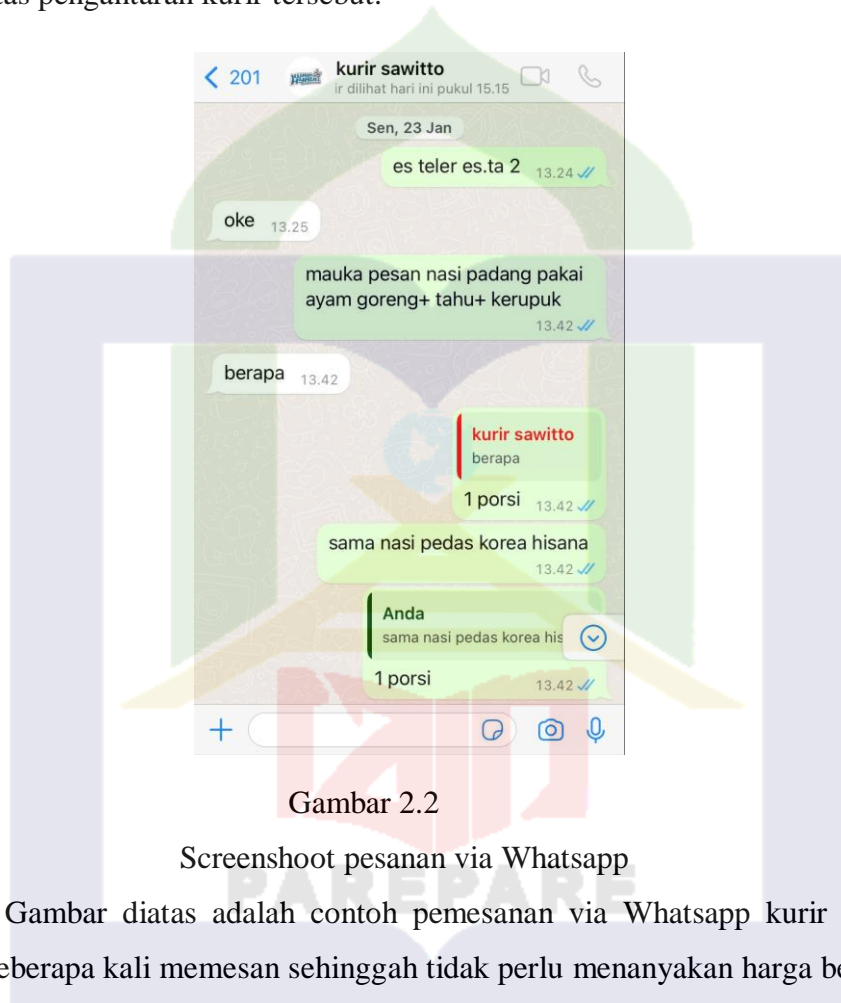 pengantaran kurir tersebut.
201
kurir sawitto
ir dilihat hari ini pukul 15.15
Sen, 23 Jan
es teler es.ta 2 13.24
oke 13.25
mauka pesan nasi padang pakai
ayam goreng+ tahu+ kerupuk
13.42
berapa 13.42
kurir sawitto
berapa
1 porsi 13.42
sama nasi pedas korea hisana
13.42
Anda
sama nasi pedas korea his
1 porsi 13.42
Gambar 2.2
Screenshoot pesanan via Whatsapp
PAREPARE
Gambar diatas adalah contoh pemesanan via Whatsapp kurir
eberapa kali memesan sehinggah tidak perlu menanyakan harga be